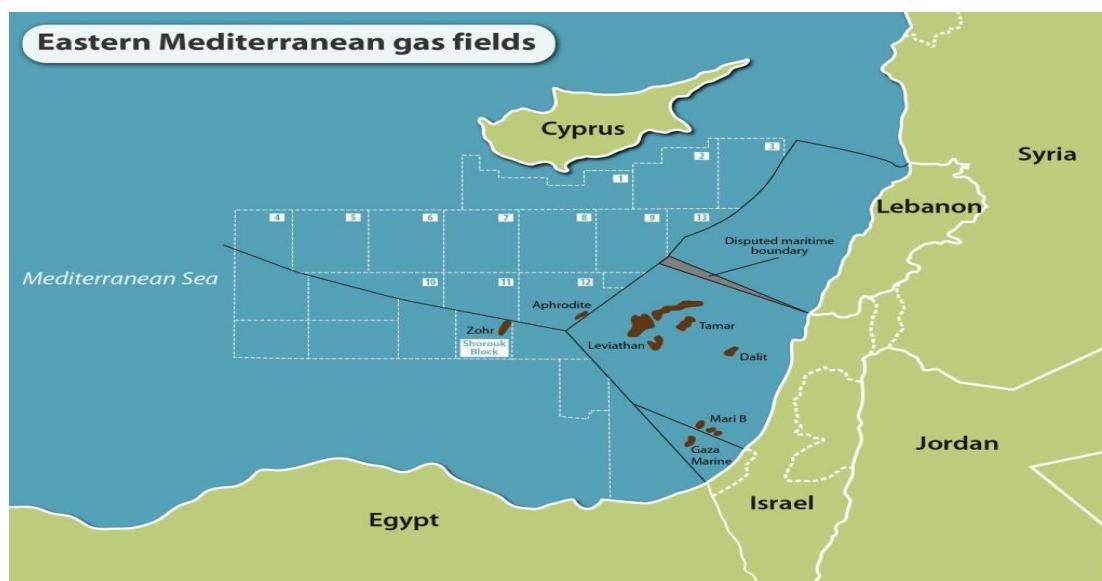 Eastern Mediterranean gas fields
Cyprus
Syria
3
2
1
Lebanon
4
5
6
7
8
9
13
Disputed maritime
boundary
Mediterranean Sea
10
11
12
Aphrodite
Zohr
Shorouk
Block
Tamar
Leviathan
Dalit
Mari B
Gaza
Marine
Jordan
Israel
Egypt